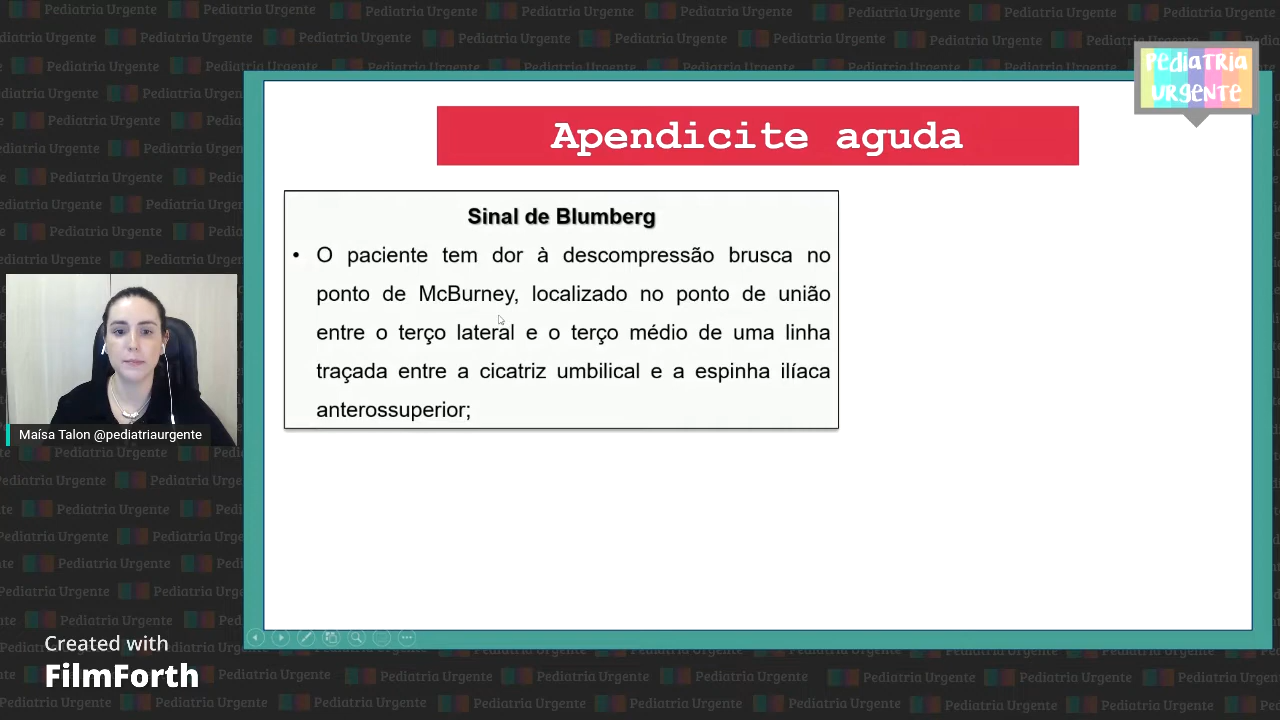 PEDIATRIA
URGENTE
Apendicite aguda
Sinal de Blumberg
• O paciente tem dor à descompressão brusca no
ponto de McBurney, localizado no ponto de união
entre o terço lateral e o terço médio de uma linha
traçada entre a cicatriz umbilical e a espinha ilíaca
anterossuperior;
Maísa Talon @pediatriaurgente
Created with
FilmForth
Pediatria Urgente